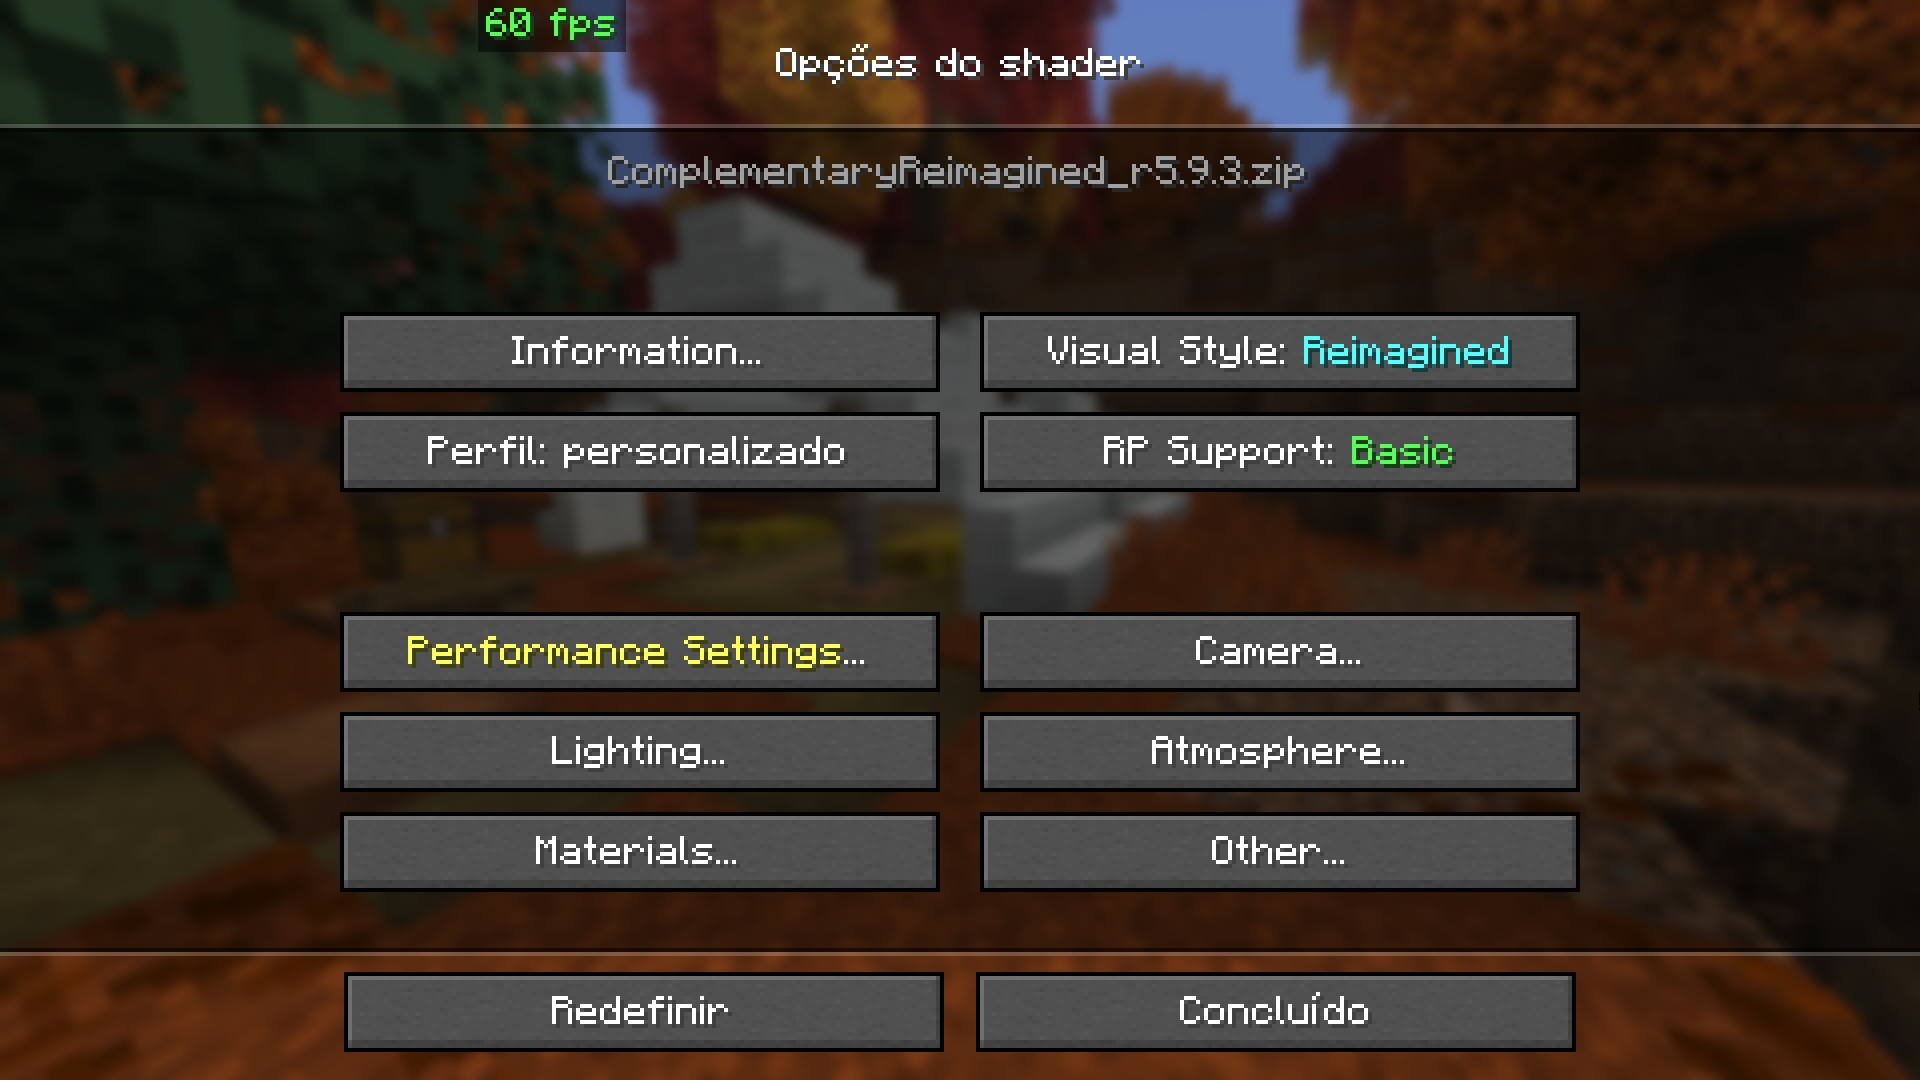 60 fps
Opções do shader
ComplementaryReimagined_r5.9.3.zip
Information...
Visual Style: Reimagined
Perfil: personalizado
RP Support: Basic
Performance Settings...
Camera...
Lighting...
Atmosphere...
Materials...
Other...
Redefinir
Concluído